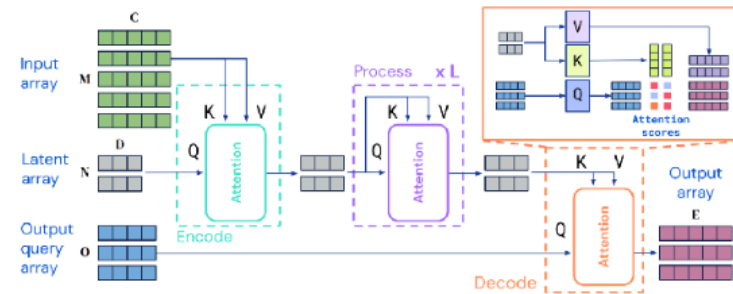 C
Input
array
M
K V
Q
Attention
Encode
D
Latent
array
N
Process x L
K V
Q
Attention
V
K
Q
Attention
scores
K V
Q
Attention
Decode
Output
array
E
Output
query
array
O